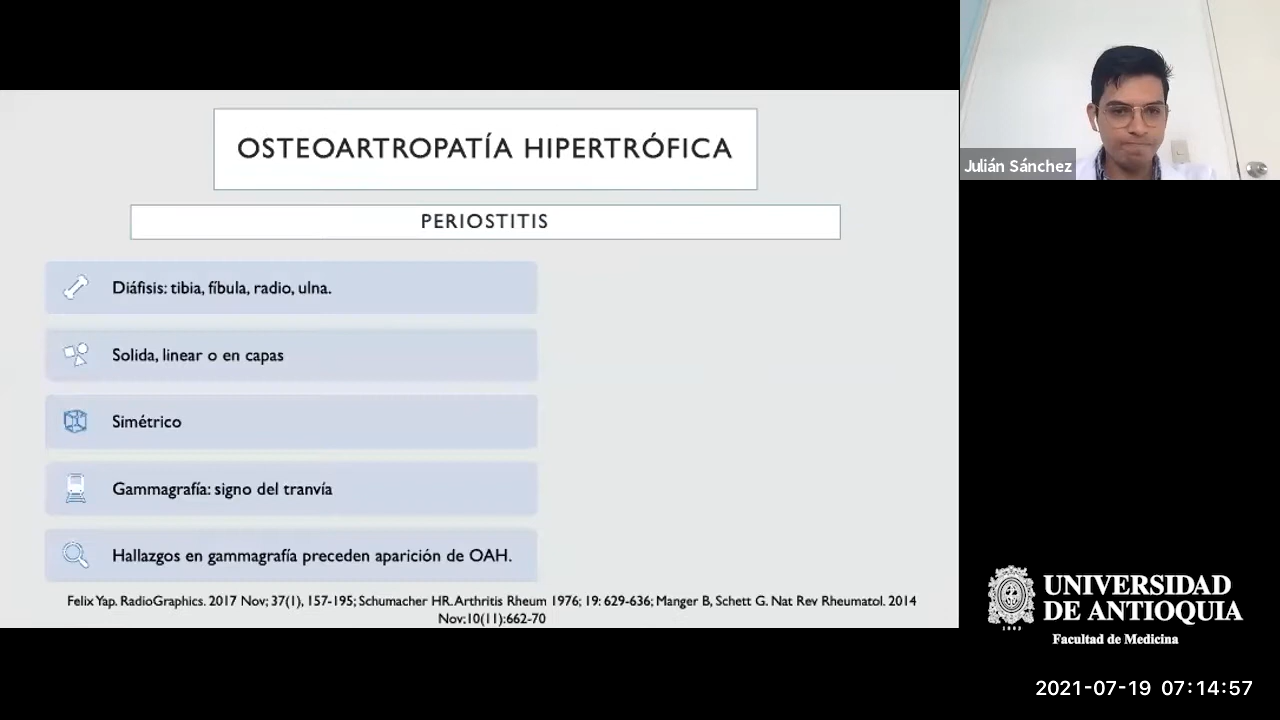 OSTEOARTROPATÍA HIPERTRÓFICA
PERIOSTITIS
Diáfisis: tibia, fíbula, radio, ulna.
Solida, linear o en capas
Simétrico
Gammagrafía: signo del tranvía
Hallazgos en gammagrafía preceden aparición de OAH.
Felix Yap. RadioGraphics. 2017 Nov; 37(1), 157-195; Schumacher HR. Arthritis Rheum 1976; 19: 629-636; Manger B, Schett G. Nat Rev Rheumatol. 2014
Nov;10(11):662-70
Julián Sánchez
UNIVERSIDAD
DE ANTIOQUIA
Facultad de Medicina
1803
2021-07-19 07:14:57